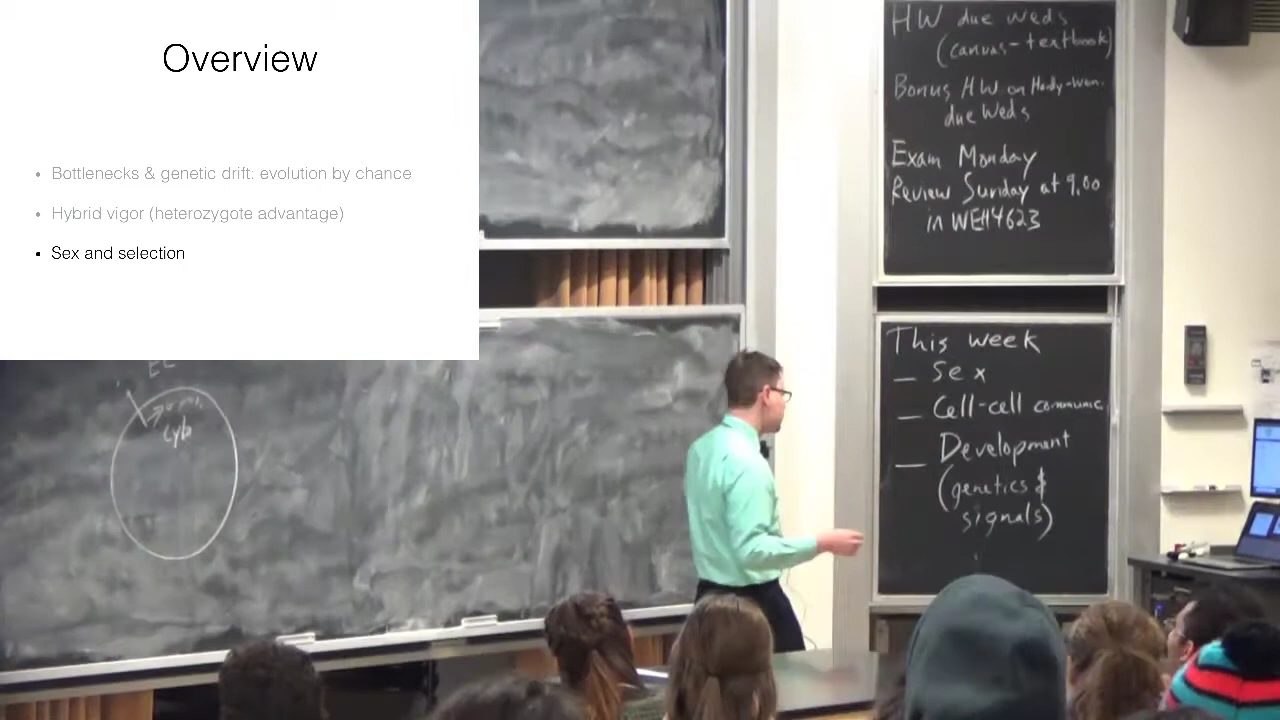 Overview
• Bottlenecks & genetic drift: evolution by chance
• Hybrid vigor (heterozygote advantage)
• Sex and selection
HW due weds
(canvas-textbook)
Bonus HW on Hardy-Wein.
due Weds
Exam Monday
Review Sunday at 9:00
in WEH4623
This week
— Sex
— Cell-cell communic
— Development
(genetics &
signals)
cyto